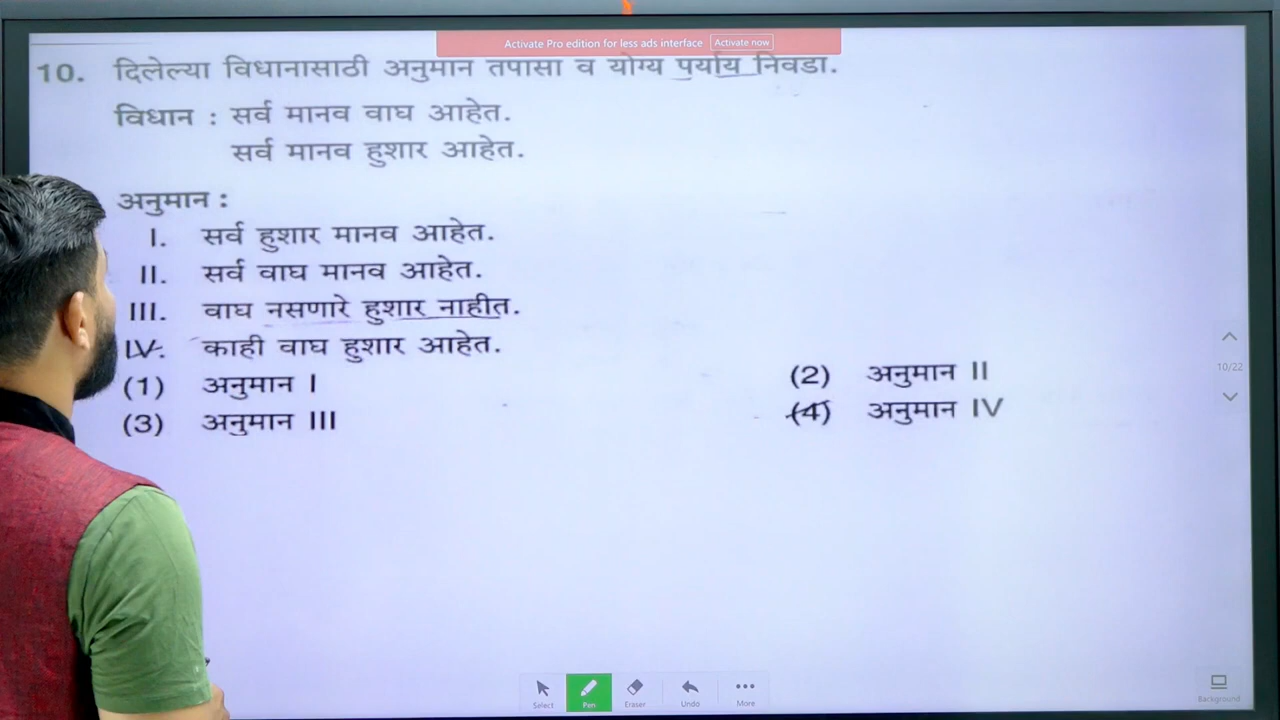 Activate Pro edition for less ads interface Activate now
10. दिलेल्या विधानासाठी अनुमान तपासा व योग्य पर्याय निवडा.
विधान : सर्व मानव वाघ आहेत.
सर्व मानव हुशार आहेत.
अनुमान :
I. सर्व हुशार मानव आहेत.
II. सर्व वाघ मानव आहेत.
III. वाघ नसणारे हुशार नाहीत.
IV. काही वाघ हुशार आहेत.
(1) अनुमान I (2) अनुमान II
(3) अनुमान III (4) अनुमान IV
10/22
Select Pen Eraser Undo More Background